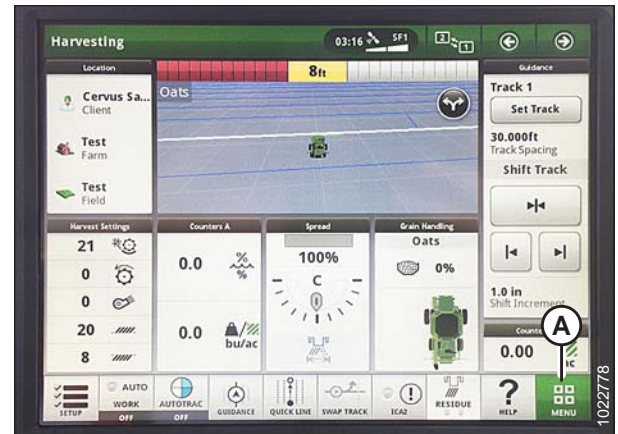 Harvesting
03:16
SF1
2
1
Location
8ft
Guidance
Cervus Sa...
Client
Oats
Track 1
Set Track
Test
Farm
30.000ft
Track Spacing
Shift Track
Test
Field
Harvest Settings
Counters A
Spread
Grain Handling
21
0
0
20
8
0.0
%
%
0.0
bu/ac
100%
C
Oats
0%
1.0 in
Shift Increment
A
0.00
SETUP
AUTO
WORK
OFF
AUTOTRAC
OFF
GUIDANCE
QUICK LINE
SWAP TRACK
ICA2
RESIDUE
?
HELP
MENU
1022778